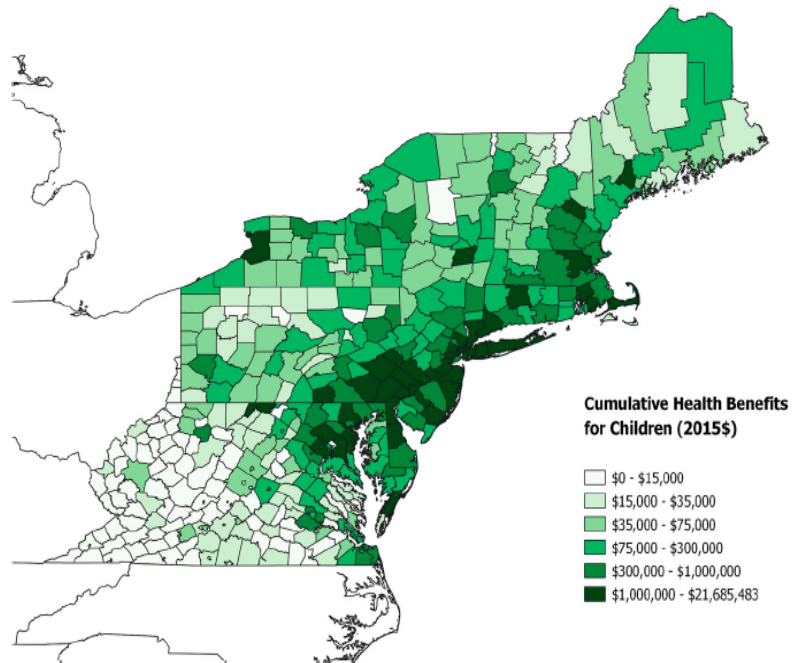 Cumulative Health Benefits
for Children (2015$)
$0 - $15,000
$15,000 - $35,000
$35,000 - $75,000
$75,000 - $300,000
$300,000 - $1,000,000
$1,000,000 - $21,685,483